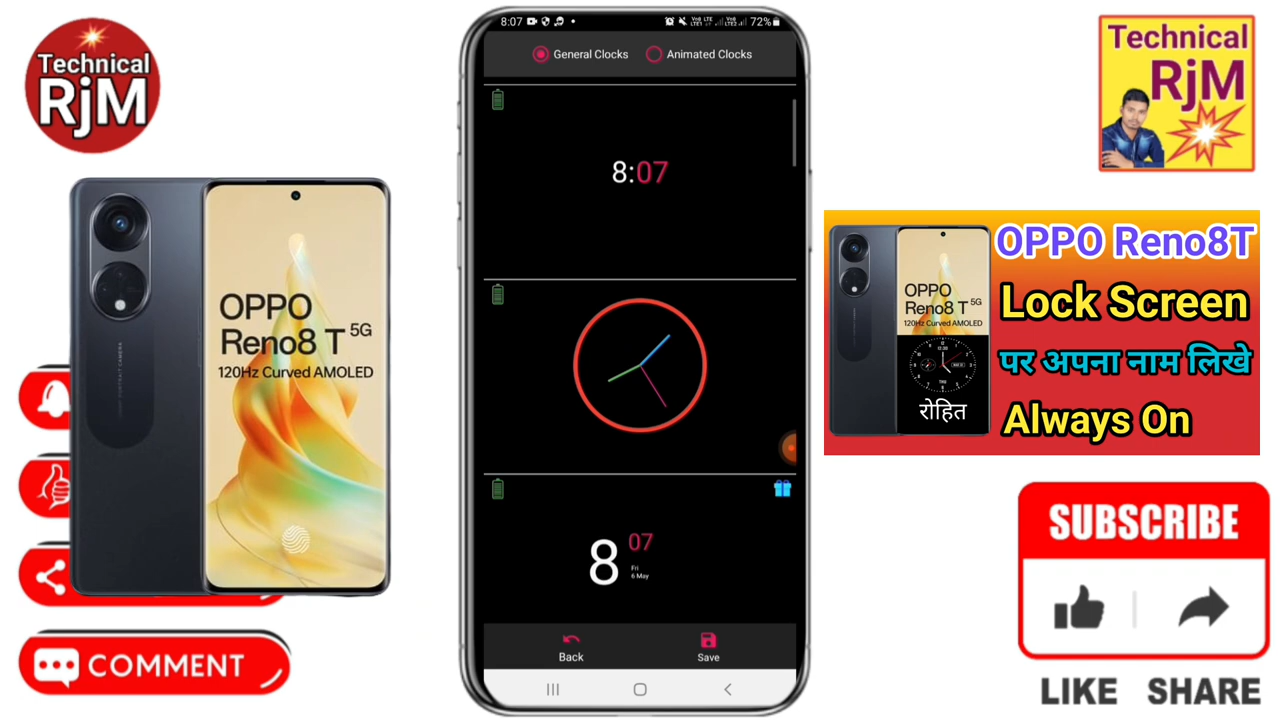 Technical
RjM
OPPO
Reno8 T 5G
120Hz Curved AMOLED
COMMENT
8:07
72%
General Clocks
Animated Clocks
8:07
8
07
Fri
6 May
Back
Save
Technical
RjM
OPPO Reno8T
Lock Screen
पर अपना नाम लिखे
Always On
OPPO
Reno8 T 5G
120Hz Curved AMOLED
रोहित
SUBSCRIBE
LIKE SHARE